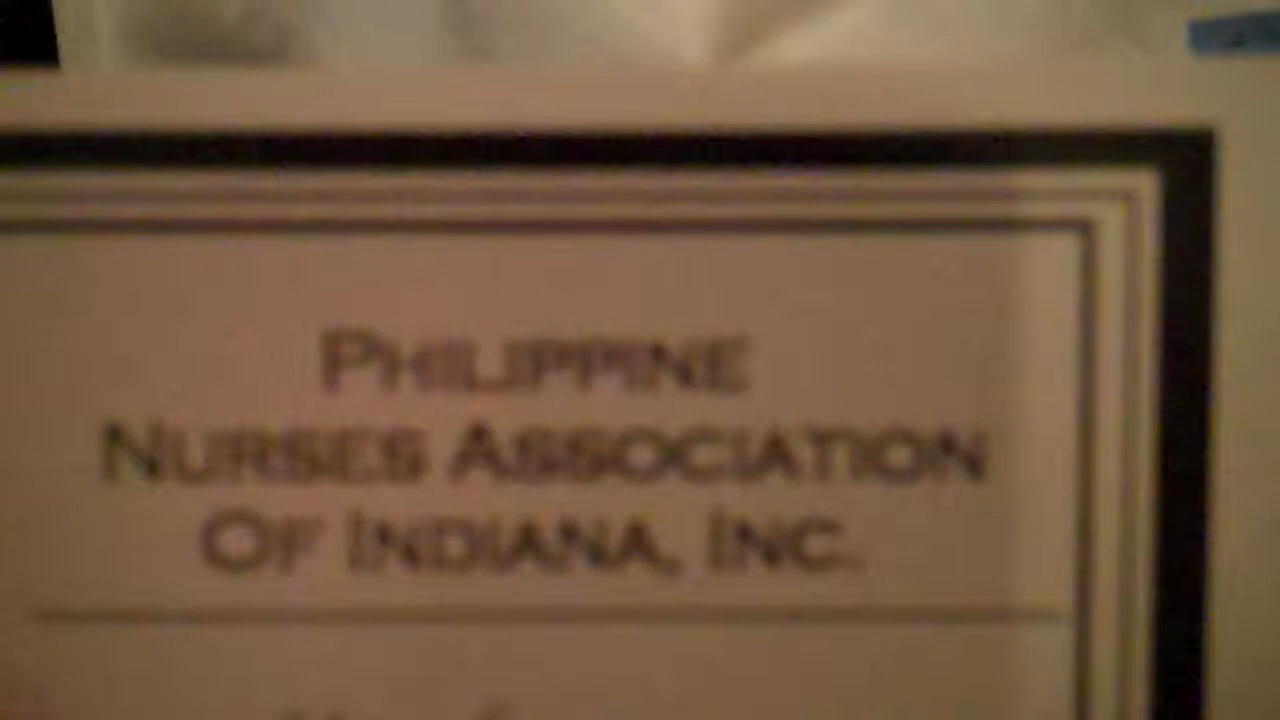 PHILIPPINE
NURSES ASSOCIATION
OF INDIANA, INC.